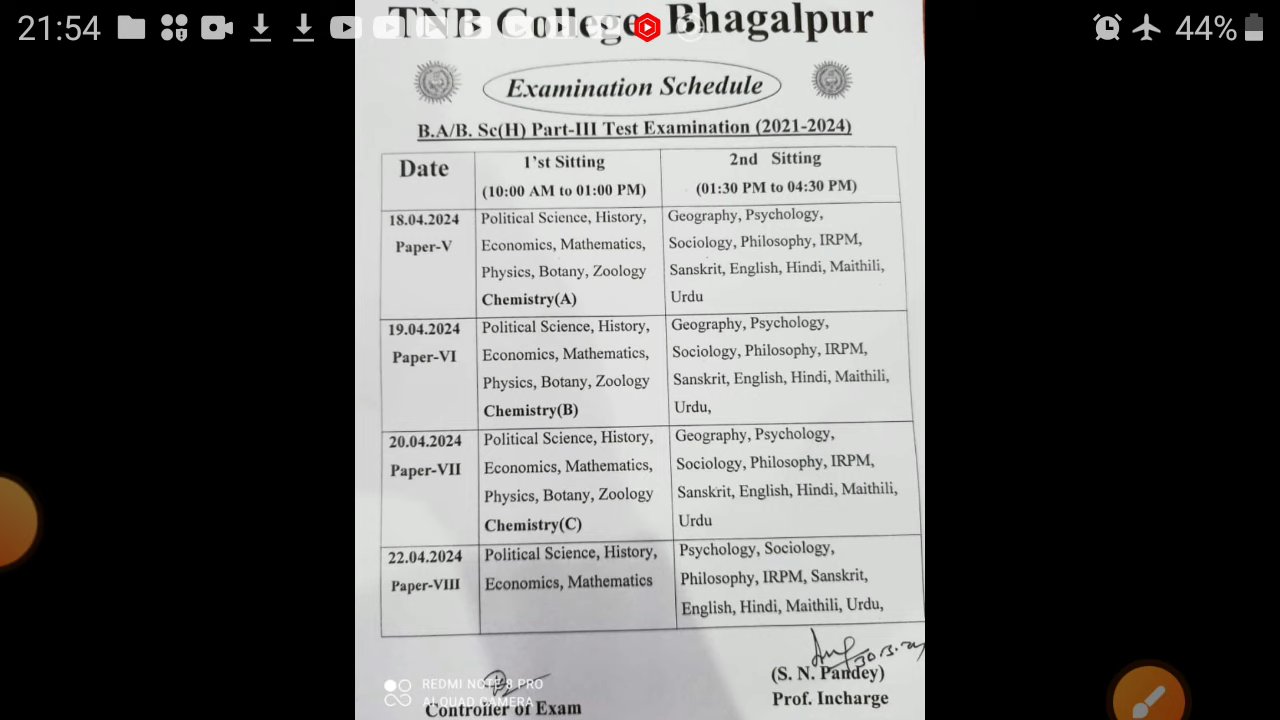 21:54
44%
TNB College, Bhagalpur
Examination Schedule
B.A/B. Sc(H) Part-III Test Examination (2021-2024)
Date
1'st Sitting
(10:00 AM to 01:00 PM)
2nd Sitting
(01:30 PM to 04:30 PM)
18.04.2024
Paper-V
Political Science, History,
Economics, Mathematics,
Physics, Botany, Zoology
Chemistry(A)
Geography, Psychology,
Sociology, Philosophy, IRPM,
Sanskrit, English, Hindi, Maithili,
Urdu
19.04.2024
Paper-VI
Political Science, History,
Economics, Mathematics,
Physics, Botany, Zoology
Chemistry(B)
Geography, Psychology,
Sociology, Philosophy, IRPM,
Sanskrit, English, Hindi, Maithili,
Urdu,
20.04.2024
Paper-VII
Political Science, History,
Economics, Mathematics,
Physics, Botany, Zoology
Chemistry(C)
Geography, Psychology,
Sociology, Philosophy, IRPM,
Sanskrit, English, Hindi, Maithili,
Urdu
22.04.2024
Paper-VIII
Political Science, History,
Economics, Mathematics
Psychology, Sociology,
Philosophy, IRPM, Sanskrit,
English, Hindi, Maithili, Urdu,
(S. N. Pandey)
Prof. Incharge
REDMI NOTE 8 PRO
AI QUAD CAMERA
Controller of Exam